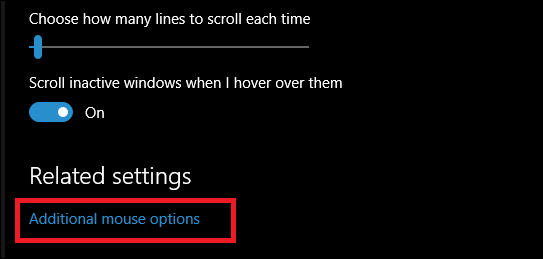 Choose how many lines to scroll each time
Scroll inactive windows when I hover over them
On
Related settings
Additional mouse options